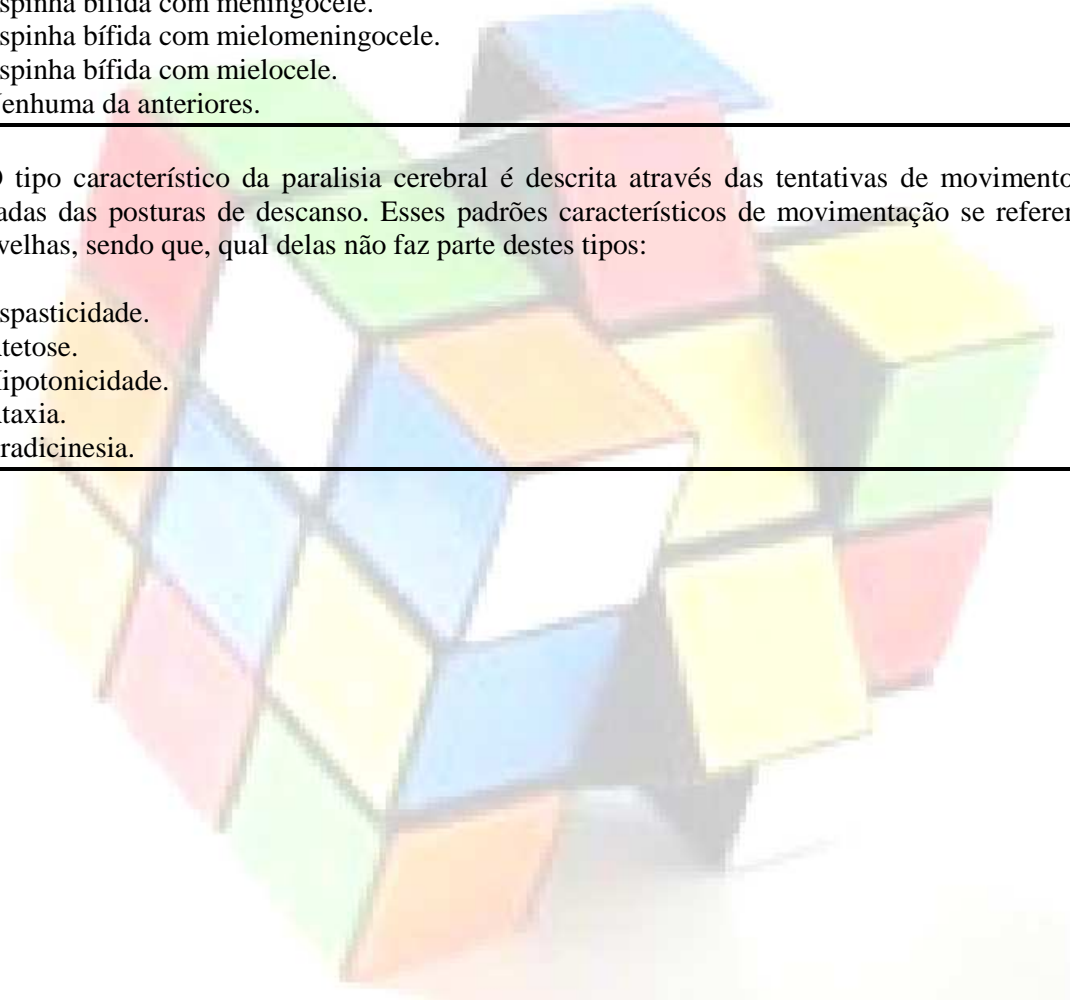 spinha bífida com meningocele.
spinha bífida com mielomeningocele.
spinha bífida com mielocele.
enhuma da anteriores.
tipo característico da paralisia cerebral é descrita através das tentativas de movimento
adas das posturas de descanso. Esses padrões característicos de movimentação se referem
velhas, sendo que, qual delas não faz parte destes tipos:
spasticidade.
tetose.
ipotonicidade.
taxia.
radicinesia.